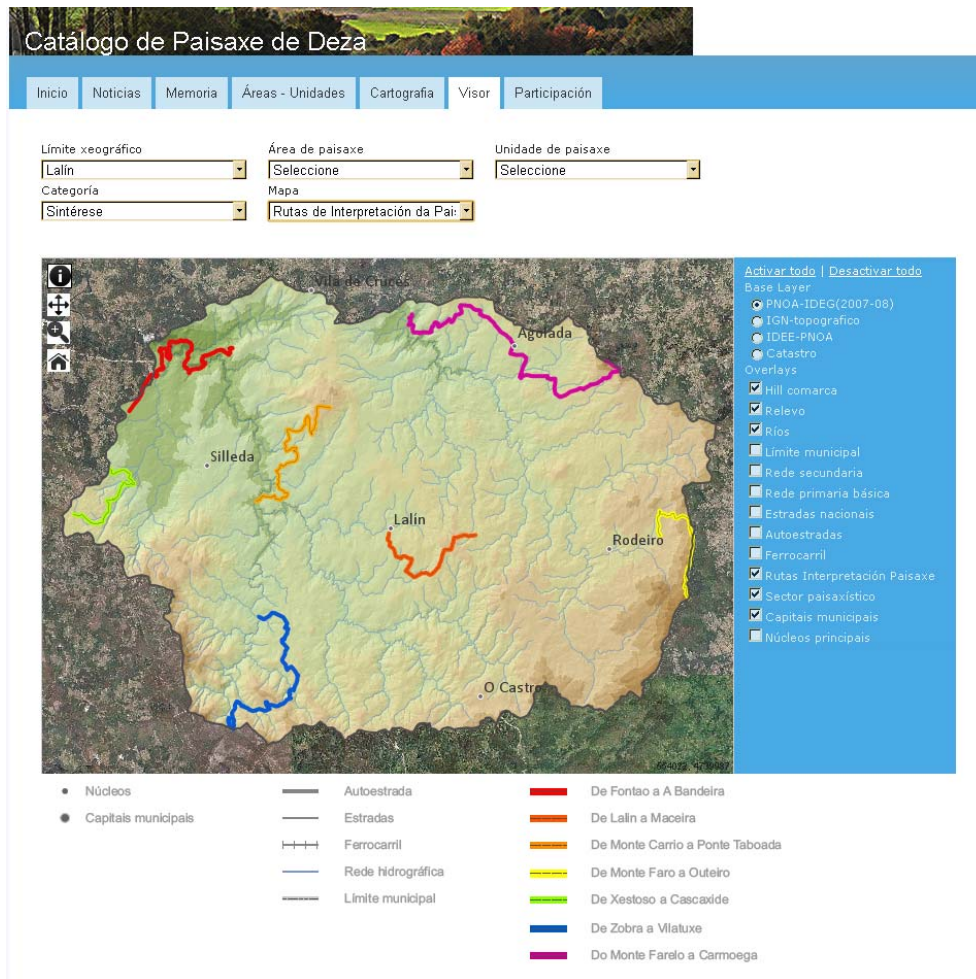 Catálogo de Paisaxe de Deza
Inicio Noticias Memoria Áreas - Unidades Cartografia Visor Participación
Límite xeográfico Área de paisaxe Unidade de paisaxe
Lalín Seleccione Seleccione
Categoría Mapa
Sintérese Rutas de Interpretación da Pai
Vila de Cruces
Agolada
Silleda
Lalín
Rodeiro
O Castro
Activar todo | Desactivar todo
Base Layer
PNOA-IDEG(2007-08)
IGN-topografico
IDEE-PNOA
Catastro
Overlays
Hill comarca
Relevo
Ríos
Límite municipal
Rede secundaria
Rede primaria básica
Estradas nacionais
Autoestradas
Ferrocarril
Rutas Interpretación Paisaxe
Sector paisaxístico
Capitais municipais
Núcleos principais
Núcleos Autoestrada De Fontao a A Bandeira
Capitais municipais Estradas De Lalin a Maceira
Ferrocarril De Monte Carrio a Ponte Taboada
Rede hidrográfica De Monte Faro a Outeiro
Límite municipal De Xestoso a Cascaxide
De Zobra a Vilatuxe
Do Monte Farelo a Carmoega